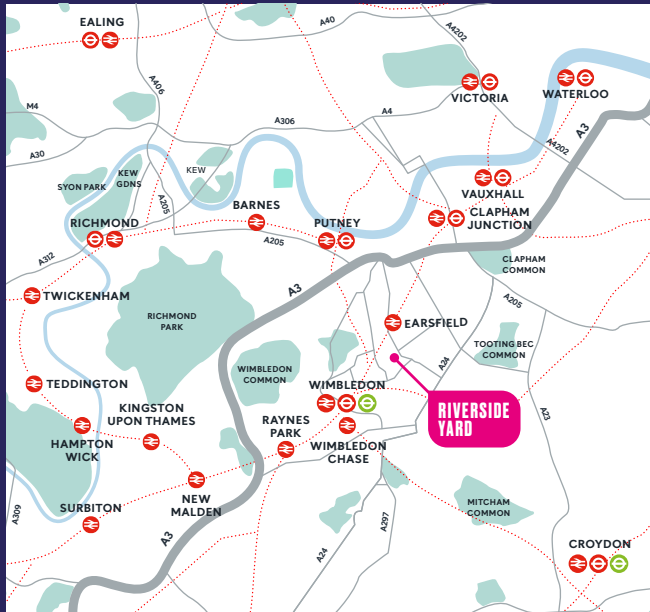 EALING
A40
A4202
VICTORIA
WATERLOO
A406
M4
A306
A4
A3
A4202
A30
SYON PARK
KEW
GDNS
KEW
A205
VAUXHALL
BARNES
PUTNEY
CLAPHAM
JUNCTION
RICHMOND
A205
A312
CLAPHAM
COMMON
A3
A205
TWICKENHAM
RICHMOND
PARK
EARSFIELD
TOOTING BEC
COMMON
A24
WIMBLEDON
COMMON
TEDDINGTON
WIMBLEDON
RIVERSIDE
YARD
A23
KINGSTON
UPON THAMES
RAYNES
PARK
HAMPTON
WICK
WIMBLEDON
CHASE
NEW
MALDEN
SURBITON
A309
MITCHAM
COMMON
A297
A3
A24
CROYDON